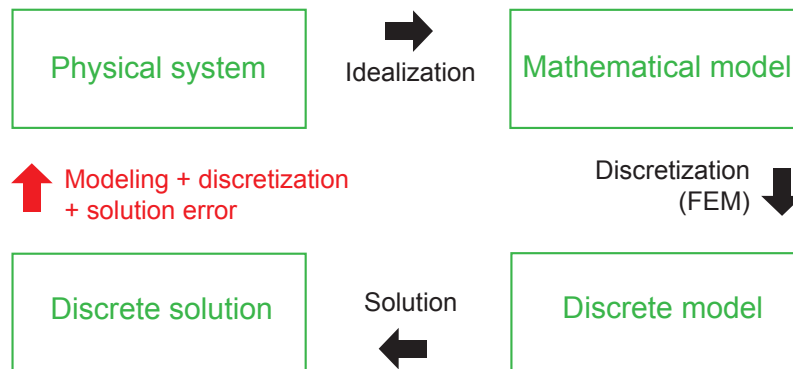 Physical system
Idealization
Mathematical model
Modeling + discretization
+ solution error
Discretization
(FEM)
Discrete solution
Solution
Discrete model